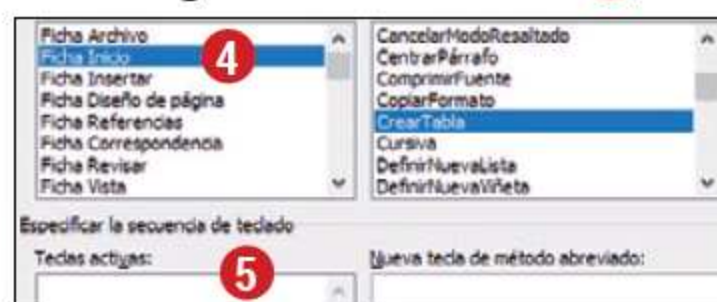 Ficha Archivo
Ficha Inicio
Ficha Insertar
Ficha Diseño de página
Ficha Referencias
Ficha Correspondencia
Ficha Revisar
Ficha Vista
4
CancelarModoResaltado
CentrarPárrafo
ComprimirFuente
CopiarFormato
CrearTabla
Cursiva
DefinirNuevaLista
DefinirNuevaViñeta
Especificar la secuencia de teclado
Teclas activas:
5
Nueva tecla de método abreviado: